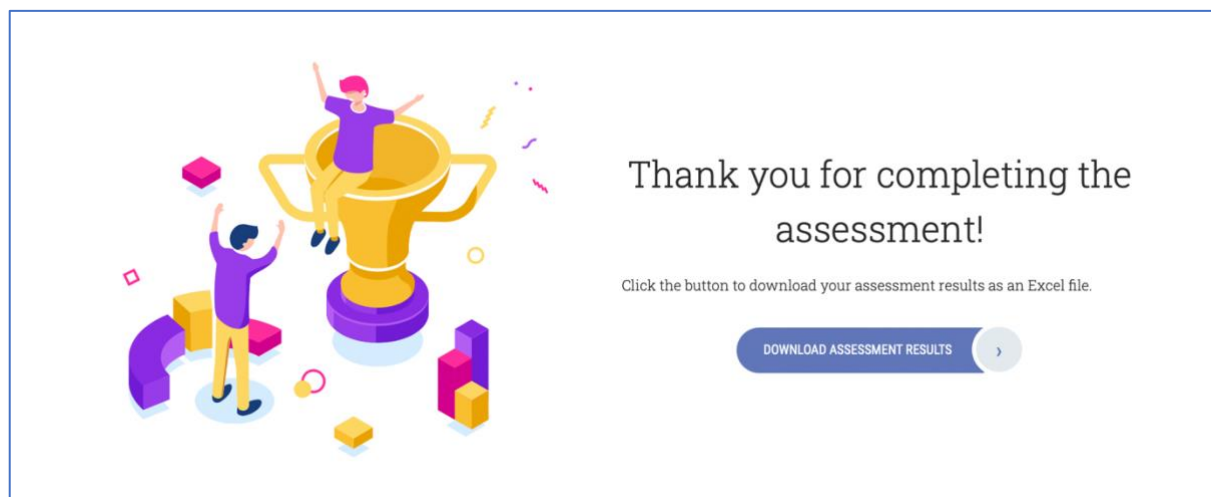 Thank you for completing the
assessment!
Click the button to download your assessment results as an Excel file.
DOWNLOAD ASSESSMENT RESULTS